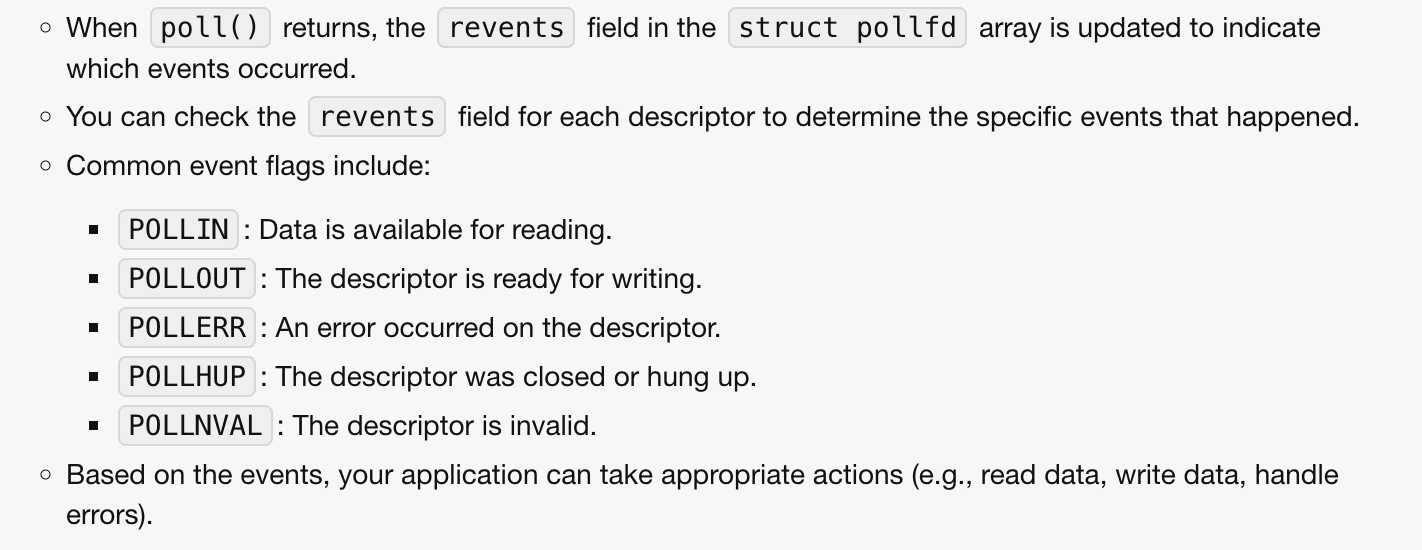 When poll() returns, the revents field in the struct pollfd array is updated to indicate
which events occurred.
You can check the revents field for each descriptor to determine the specific events that happened.
Common event flags include:
POLLIN : Data is available for reading.
POLLOUT : The descriptor is ready for writing.
POLLERR : An error occurred on the descriptor.
POLLHUP : The descriptor was closed or hung up.
POLLNVAL : The descriptor is invalid.
Based on the events, your application can take appropriate actions (e.g., read data, write data, handle
errors).